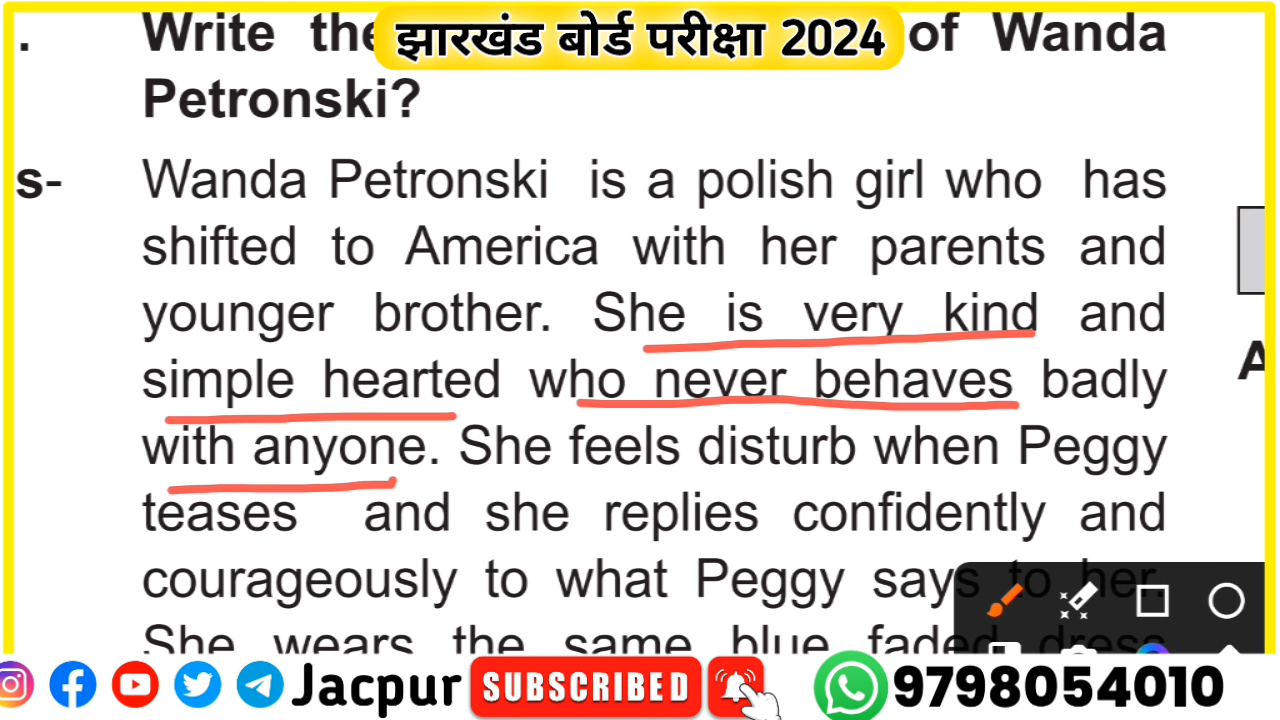 झारखंड बोर्ड परीक्षा 2024
. Write the of Wanda
Petronski?
s- Wanda Petronski is a polish girl who has
shifted to America with her parents and
younger brother. She is very kind and
simple hearted who never behaves badly
with anyone. She feels disturb when Peggy
teases and she replies confidently and
courageously to what Peggy says to her.
She wears the same blue faded dress
A
Jacpur SUBSCRIBED 9798054010